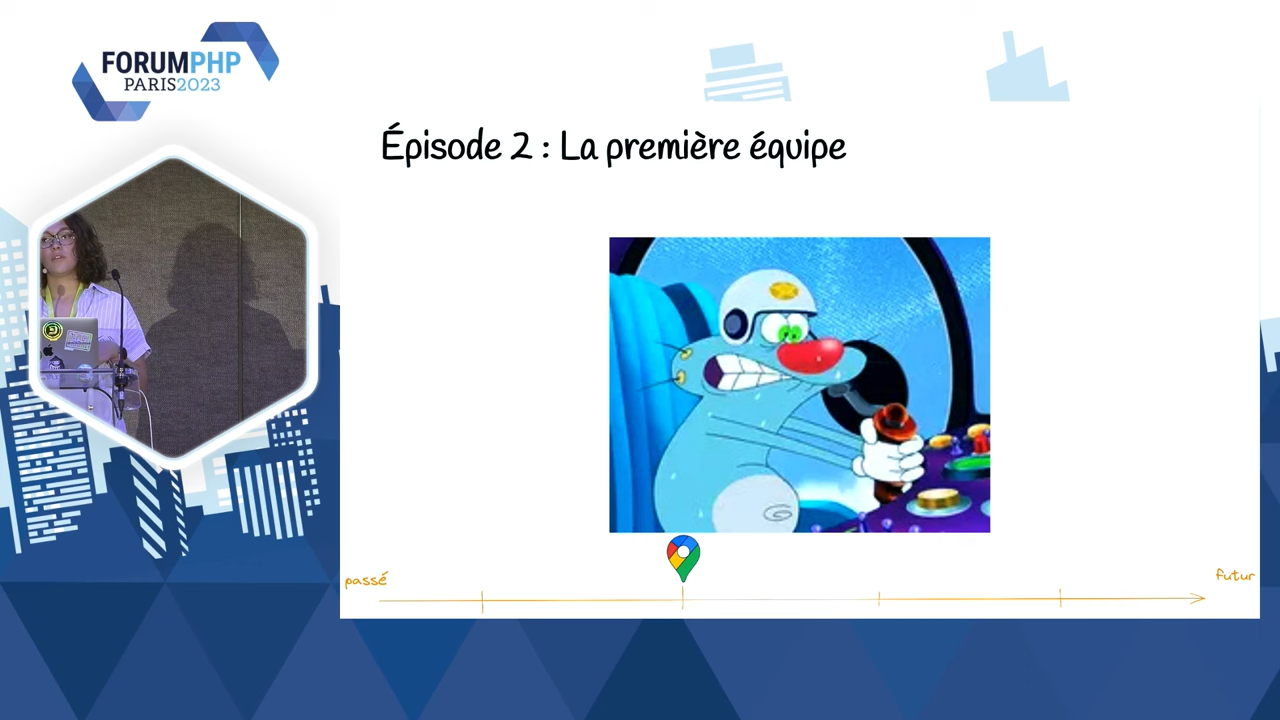 FORUMPHP
PARIS2023
Épisode 2 : La première équipe
passé
futur